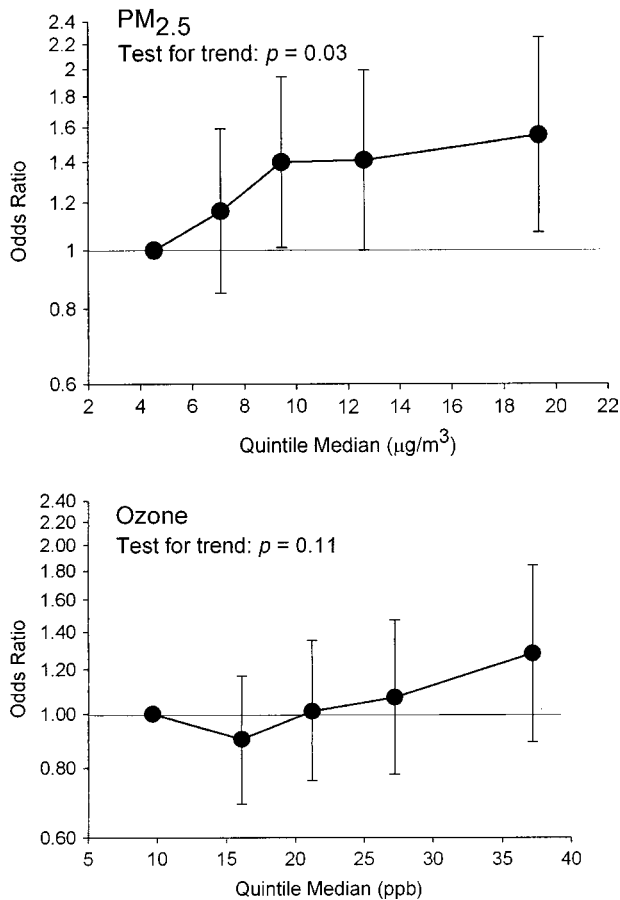 PM2.5
Test for trend: p = 0.03
2.4
2.2
2
1.8
1.6
1.4
1.2
1
0.8
0.6
Odds Ratio
2 4 6 8 10 12 14 16 18 20 22
Quintile Median (µg/m³)
Ozone
Test for trend: p = 0.11
2.40
2.20
2.00
1.80
1.60
1.40
1.20
1.00
0.80
0.60
Odds Ratio
5 10 15 20 25 30 35 40
Quintile Median (ppb)